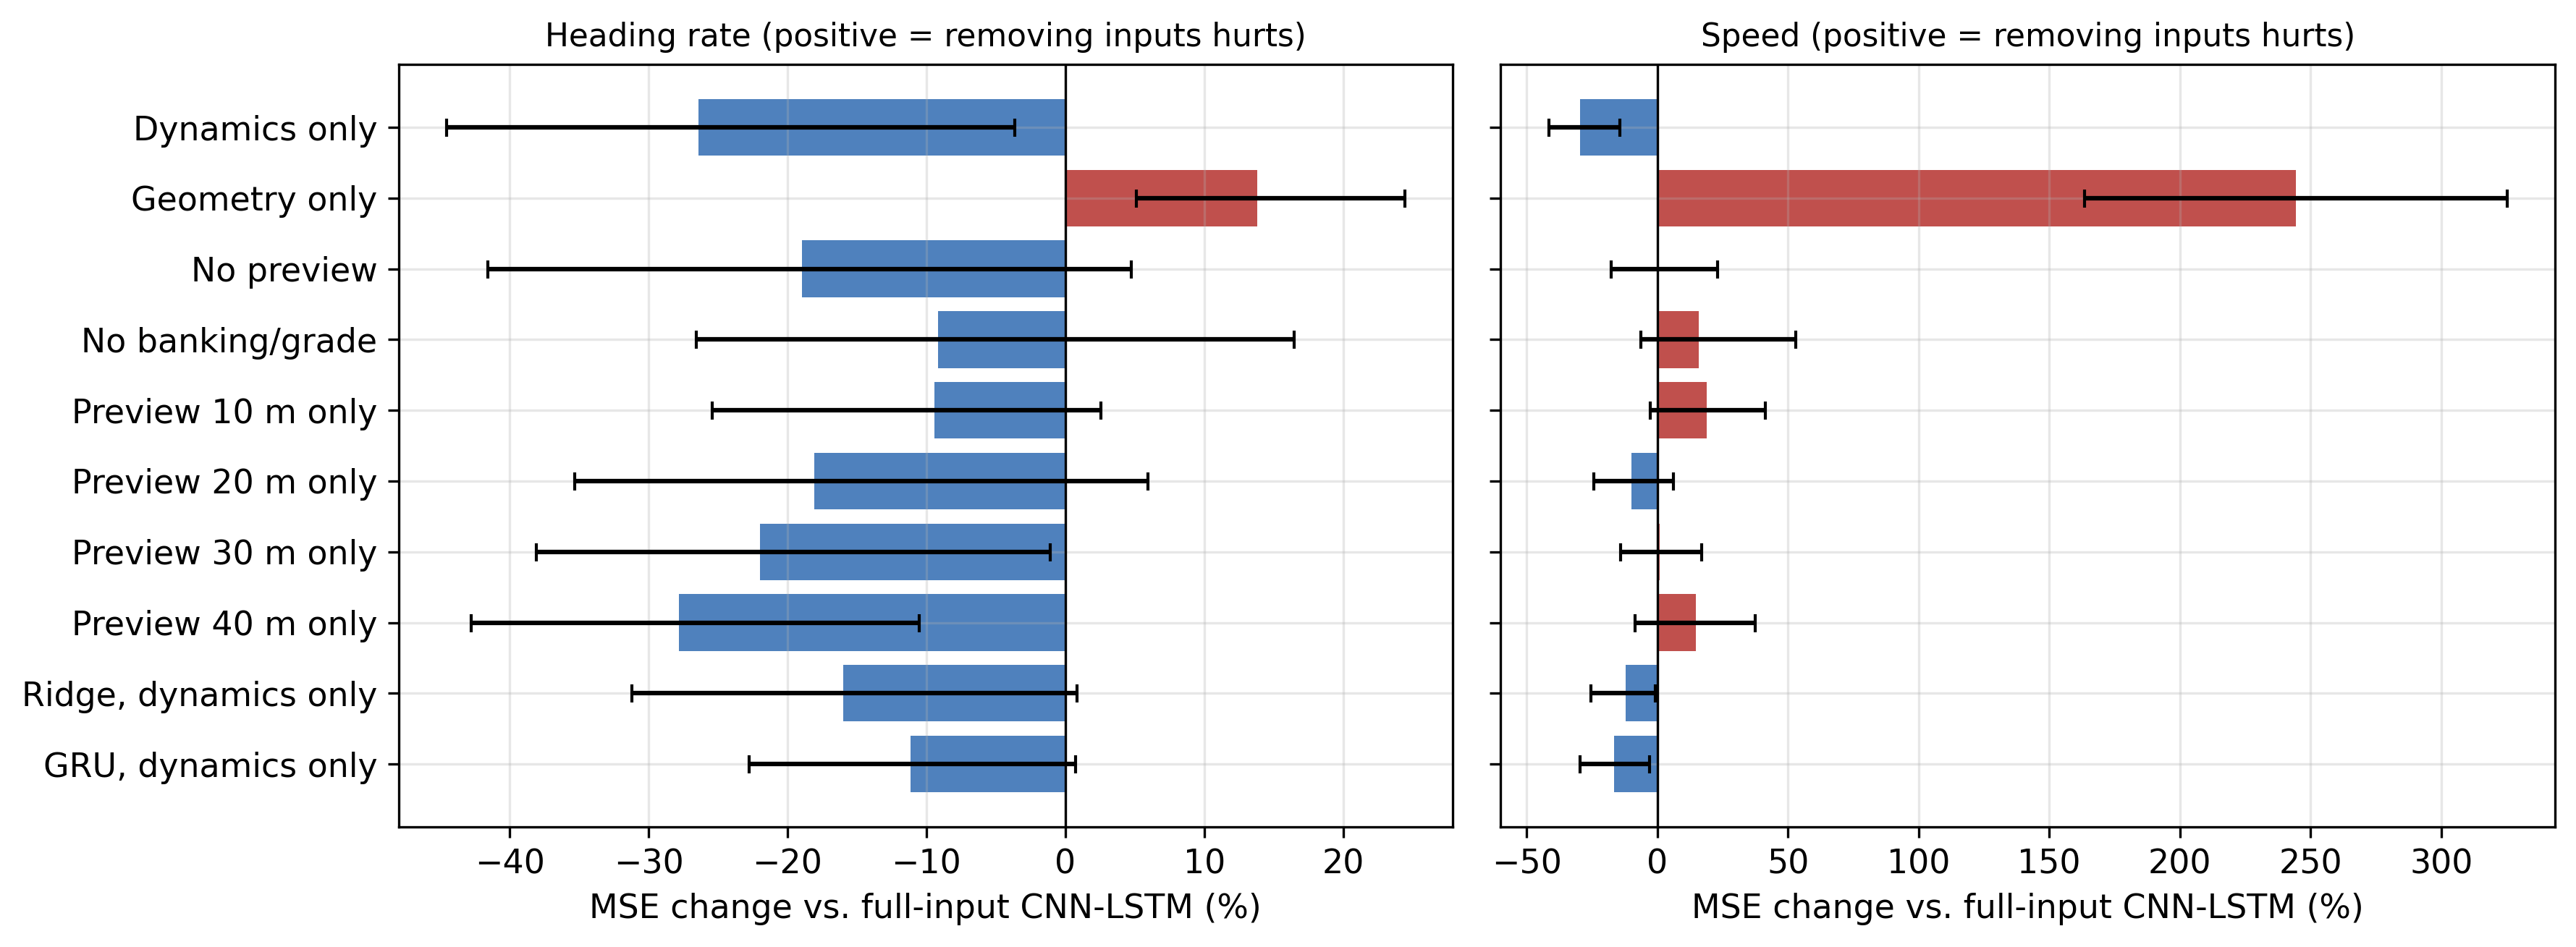 Heading rate (positive = removing inputs hurts)
Speed (positive = removing inputs hurts)
Dynamics only
Geometry only
No preview
No banking/grade
Preview 10 m only
Preview 20 m only
Preview 30 m only
Preview 40 m only
Ridge, dynamics only
GRU, dynamics only
−40 −30 −20 −10 0 10 20
−50 0 50 100 150 200 250 300
MSE change vs. full-input CNN-LSTM (%)
MSE change vs. full-input CNN-LSTM (%)